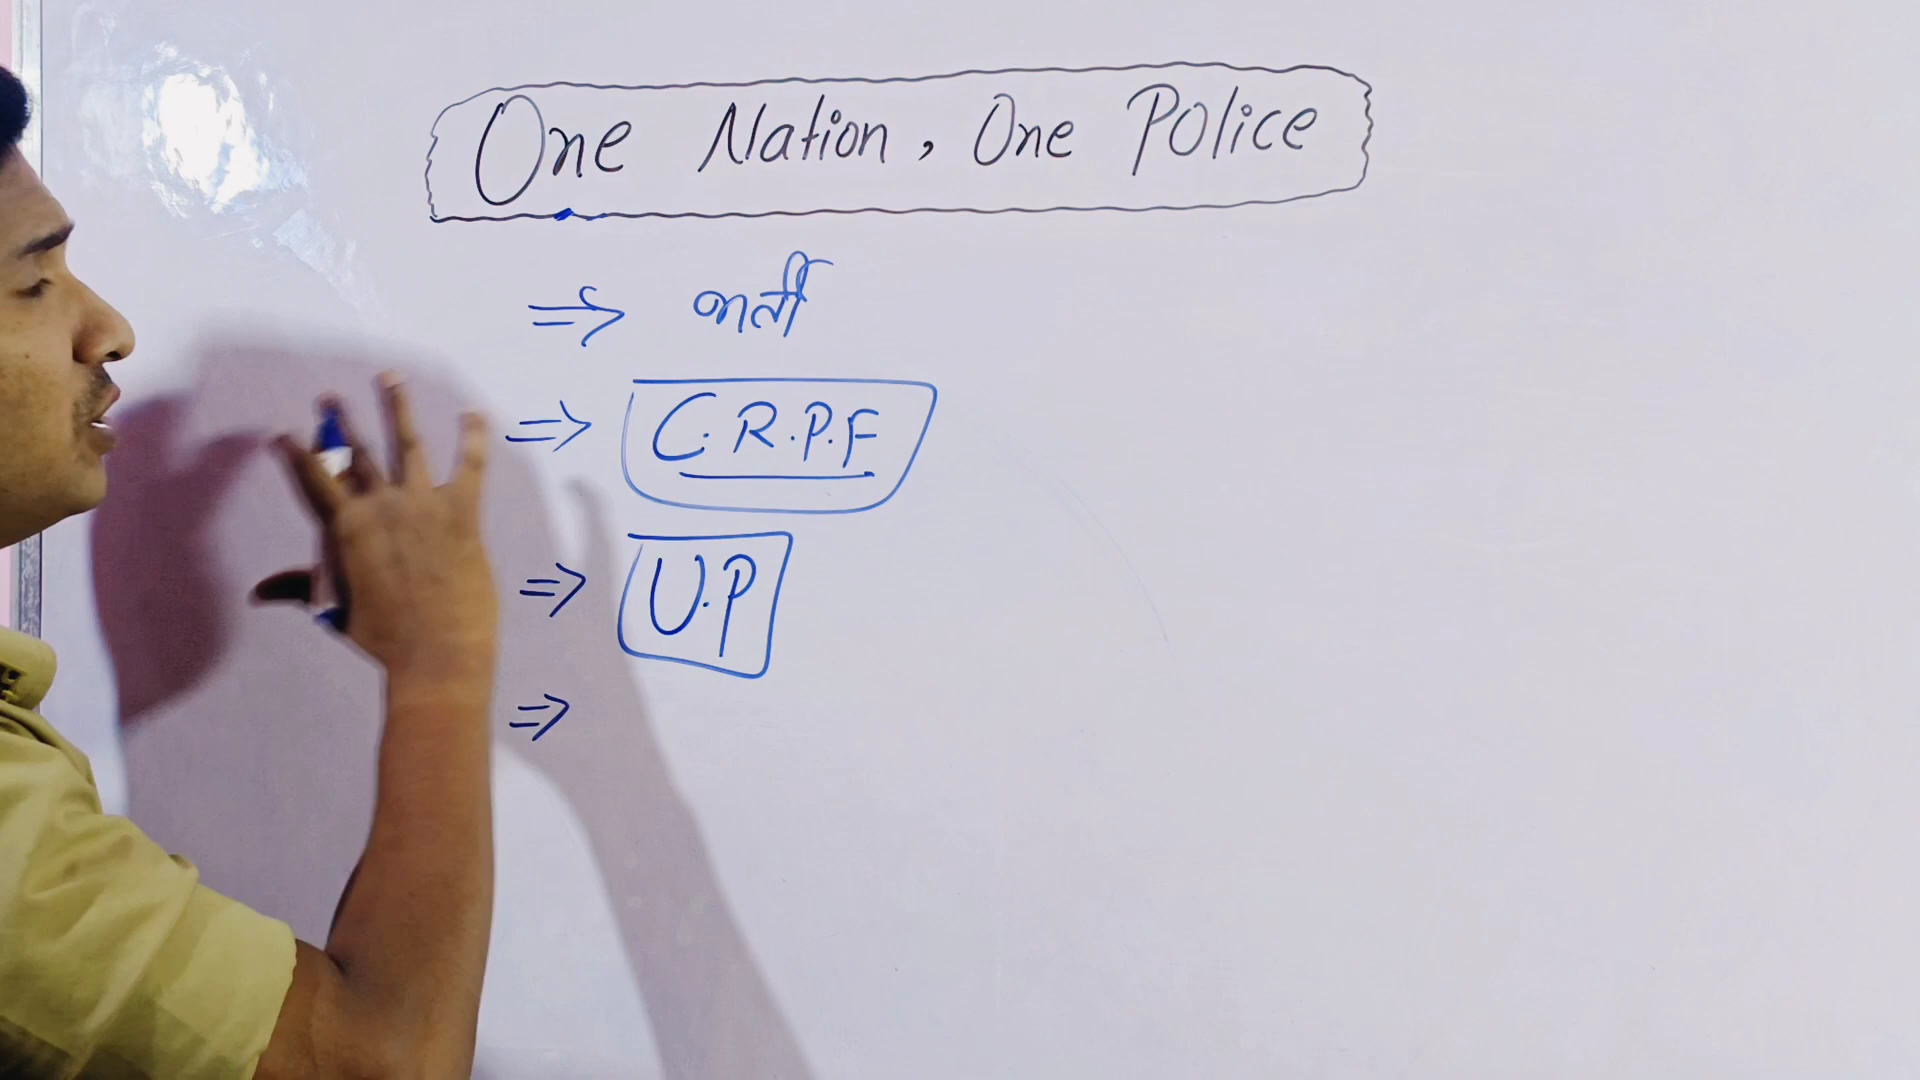 One Nation, One Police
⇒ भर्ती
⇒ C.R.P.F
⇒ U.P
⇒